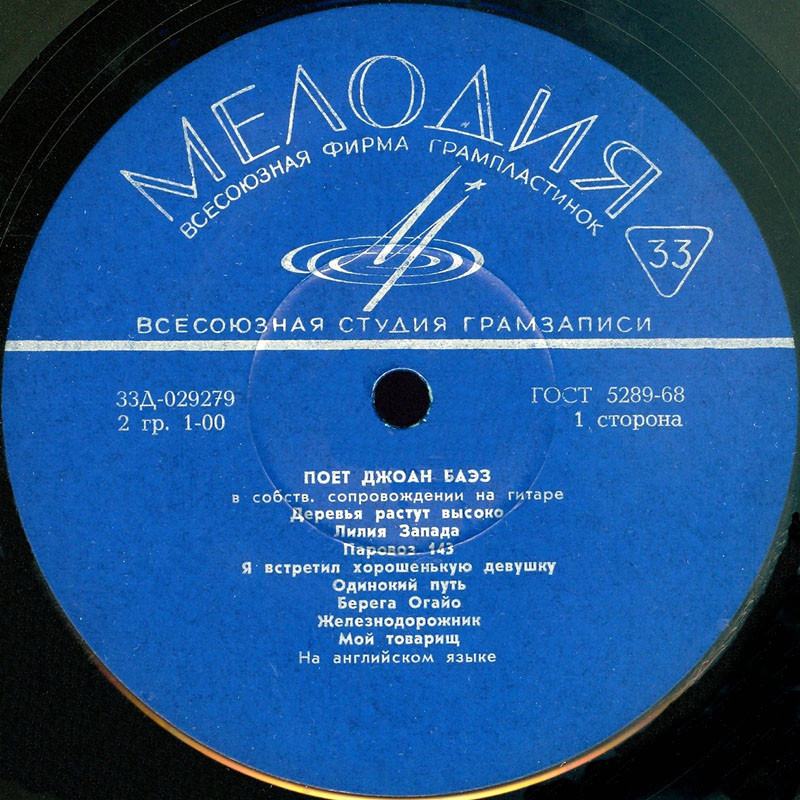 МЕЛОДИЯ
ВСЕСОЮЗНАЯ ФИРМА ГРАМПЛАСТИНОК
33
ВСЕСОЮЗНАЯ СТУДИЯ ГРАМЗАПИСИ
33Д-029279
2 гр. 1-00
ГОСТ 5289-68
1 сторона
ПОЕТ ДЖОАН БАЭЗ
в собств. сопровождении на гитаре
Деревья растут высоко
Лилия Запада
Паровоз 143
Я встретил хорошенькую девушку
Одинокий путь
Берега Огайо
Железнодорожник
Мой товарищ
На английском языке